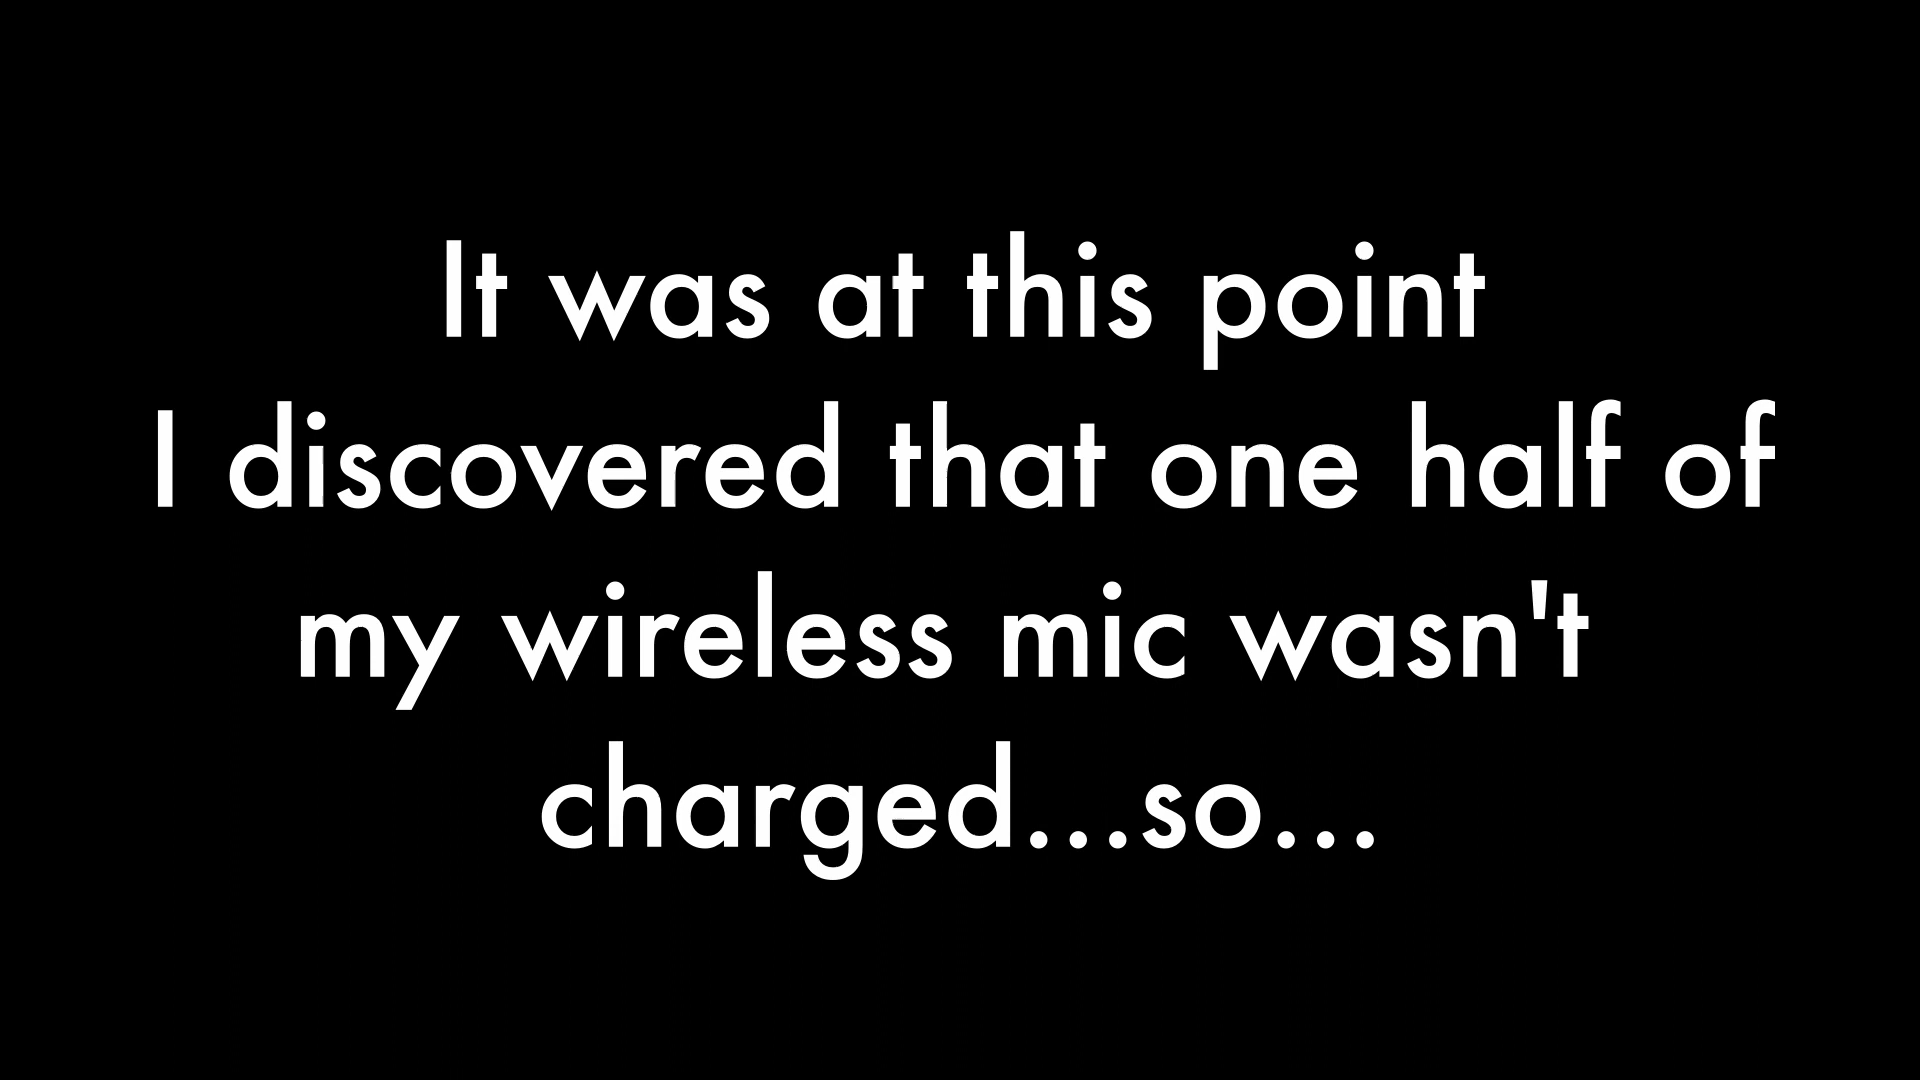 It was at this point
I discovered that one half of
my wireless mic wasn't
charged...so...